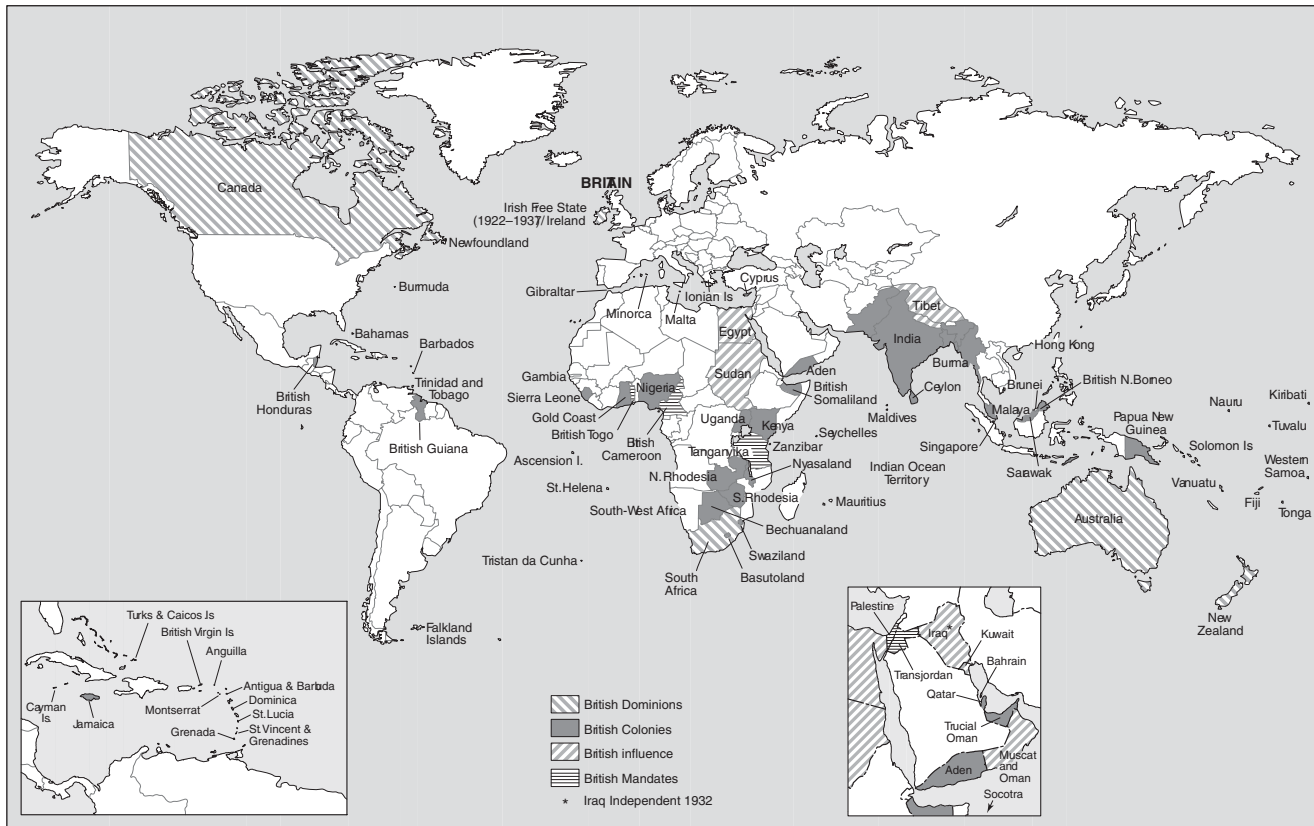 Canada
Newfoundland
BRITAIN
Irish Free State
(1922–1937)/Ireland
Burmuda
Gibraltar
Minorca
Malta
Ionian Is
Cyprus
Bahamas
Barbados
British
Honduras
Trinidad and
Tobago
British Guiana
Gambia
Sierra Leone
Gold Coast
British Togo
British
Cameroon
Nigeria
Egypt
Sudan
Aden
British
Somaliland
Uganda
Kenya
Tanganyika
Zanzibar
Nyasaland
N. Rhodesia
S. Rhodesia
South-West Africa
Bechuanaland
Swaziland
Basutoland
South
Africa
Ascension I.
St. Helena
Tristan da Cunha
Falkland
Islands
Seychelles
Mauritius
Maldives
Indian Ocean
Territory
Tibet
India
Burma
Ceylon
Hong Kong
Brunei
British N.Borneo
Malaya
Singapore
Sarawak
Papua New
Guinea
Nauru
Kiribati
Tuvalu
Solomon Is
Western
Samoa
Vanuatu
Fiji
Tonga
Australia
New
Zealand
Turks & Caicos Is
British Virgin Is.
Anguilla
Antigua & Barbuda
Dominica
Montserrat
St. Lucia
St. Vincent &
Grenadines
Grenada
Cayman
Is.
Jamaica
British Dominions
British Colonies
British influence
British Mandates
* Iraq Independent 1932
Palestine
Iraq*
Kuwait
Transjordan
Bahrain
Qatar
Trucial
Oman
Muscat
and
Oman
Aden
Socotra